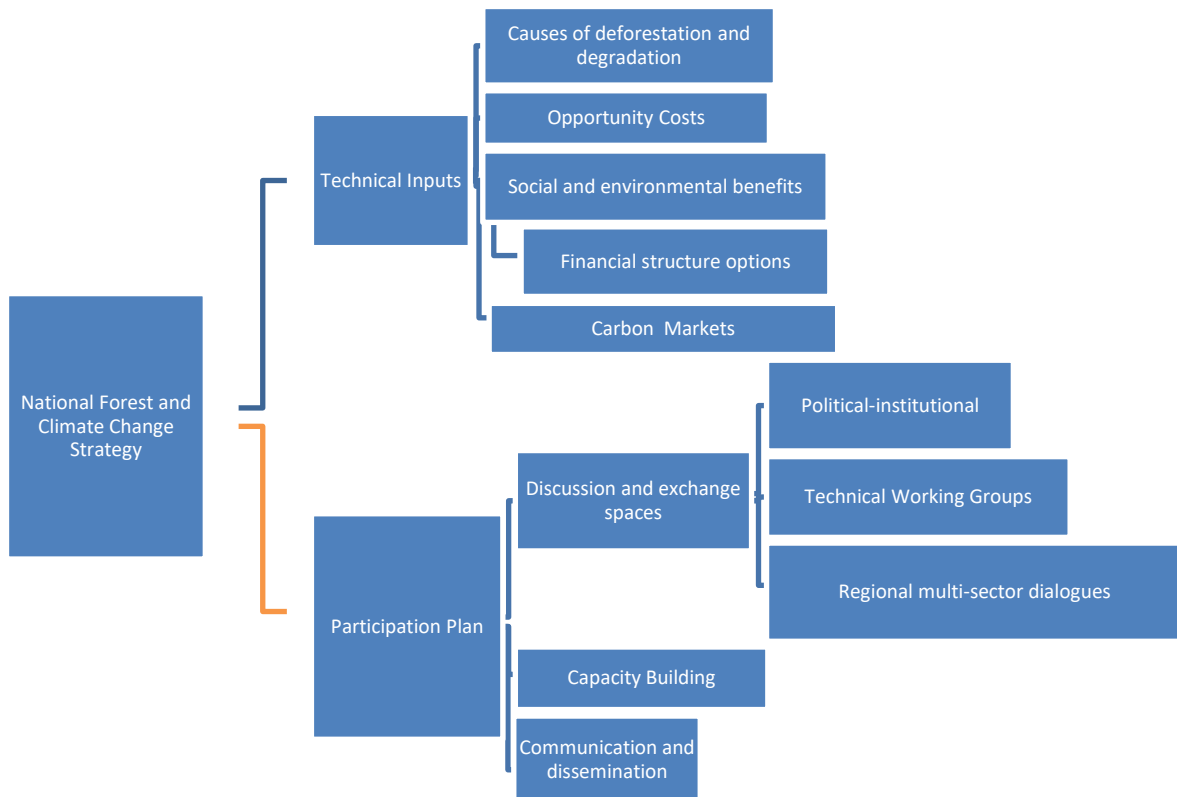 Causes of deforestation and
degradation
Opportunity Costs
Technical Inputs
Social and environmental benefits
Financial structure options
Carbon Markets
National Forest and
Climate Change
Strategy
Political-institutional
Discussion and exchange
spaces
Technical Working Groups
Regional multi-sector dialogues
Participation Plan
Capacity Building
Communication and
dissemination